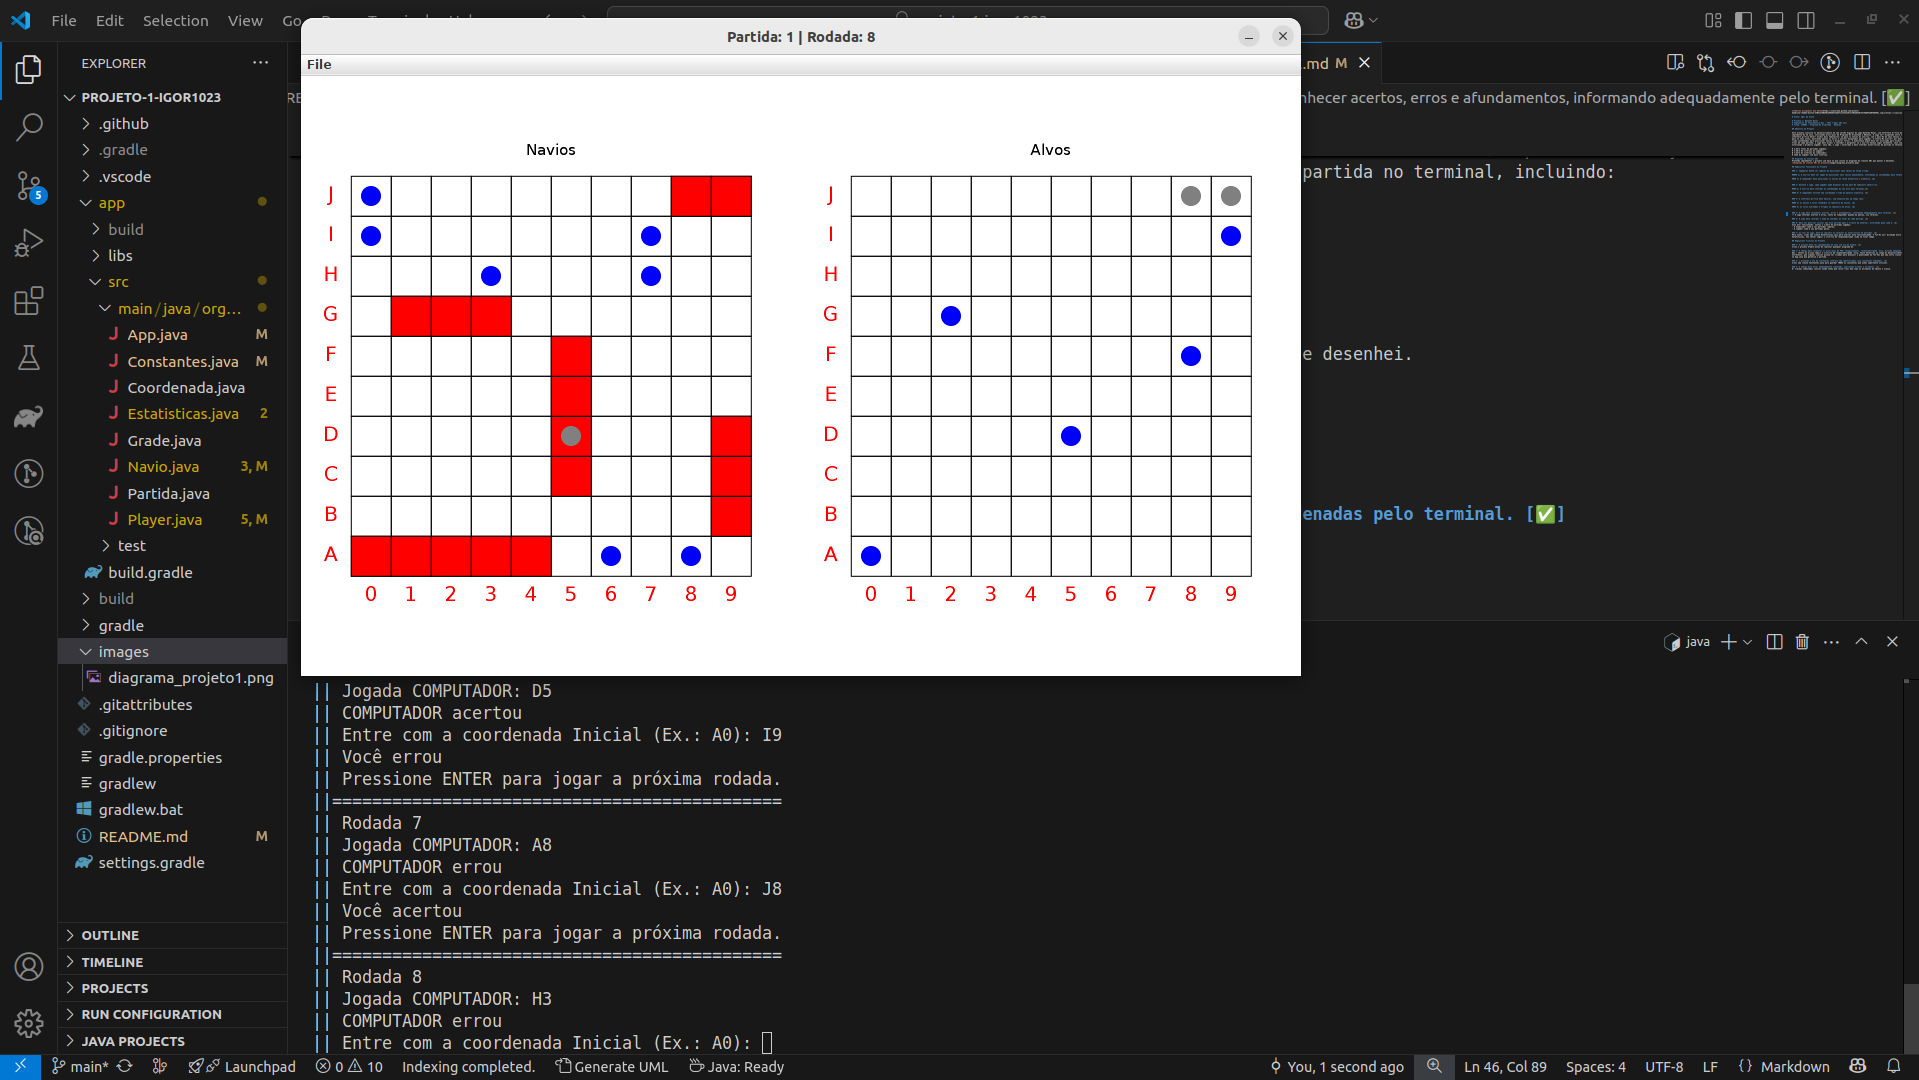 File Edit Selection View Go
Partida: 1 | Rodada: 8
File
EXPLORER
.md M
PROJETO-1-IGOR1023
nhecer acertos, erros e afundamentos, informando adequadamente pelo terminal. [✅]
.github
.gradle
.vscode
app
build
libs
src
main/java/org...
App.java M
Constantes.java M
Coordenada.java
Estatisticas.java 2
Grade.java
Navio.java 3, M
Partida.java
Player.java 5, M
test
build.gradle
build
gradle
images
diagrama_projeto1.png
.gitattributes
.gitignore
gradle.properties
gradlew
gradlew.bat
README.md M
settings.gradle
OUTLINE
TIMELINE
PROJECTS
RUN CONFIGURATION
JAVA PROJECTS
5
Navios
J
I
H
G
F
E
D
C
B
A
0 1 2 3 4 5 6 7 8 9
Alvos
J
I
H
G
F
E
D
C
B
A
0 1 2 3 4 5 6 7 8 9
partida no terminal, incluindo:
e desenhei.
enadas pelo terminal. [✅]
java
|| Jogada COMPUTADOR: D5
|| COMPUTADOR acertou
|| Entre com a coordenada Inicial (Ex.: A0): I9
|| Você errou
|| Pressione ENTER para jogar a próxima rodada.
||=============================================
|| Rodada 7
|| Jogada COMPUTADOR: A8
|| COMPUTADOR errou
|| Entre com a coordenada Inicial (Ex.: A0): J8
|| Você acertou
|| Pressione ENTER para jogar a próxima rodada.
||=============================================
|| Rodada 8
|| Jogada COMPUTADOR: H3
|| COMPUTADOR errou
|| Entre com a coordenada Inicial (Ex.: A0):
main* Launchpad 0 10 Indexing completed. Generate UML Java: Ready You, 1 second ago Ln 46, Col 89 Spaces: 4 UTF-8 LF {} Markdown